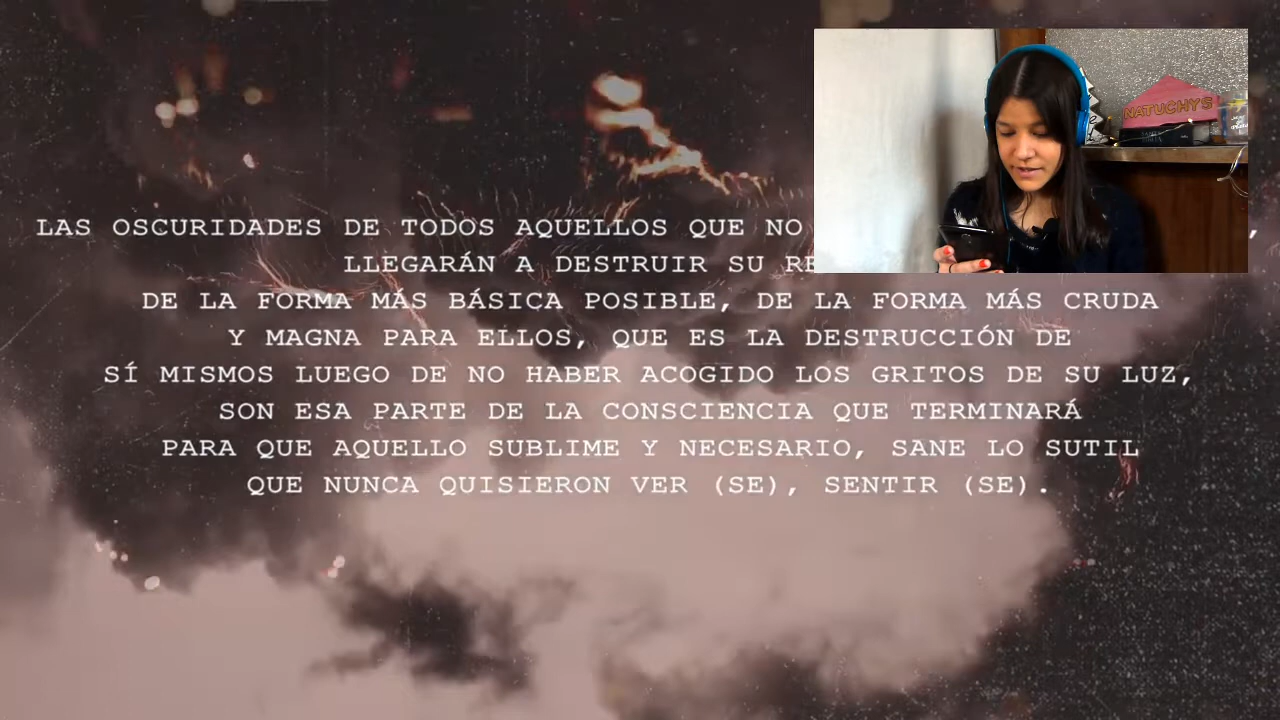 LAS OSCURIDADES DE TODOS AQUELLOS QUE NO ,
LLEGARÁN A DESTRUIR SU
DE LA FORMA MÁS BÁSICA POSIBLE, DE LA FORMA MÁS CRUDA
Y MAGNA PARA ELLOS, QUE ES LA DESTRUCCIÓN DE
SÍ MISMOS LUEGO DE NO HABER ACOGIDO LOS GRITOS DE SU LUZ,
SON ESA PARTE DE LA CONSCIENCIA QUE TERMINARÁ
PARA QUE AQUELLO SUBLIME Y NECESARIO, SANE LO SUTIL
QUE NUNCA QUISIERON VER (SE), SENTIR (SE).
NATUCHYS